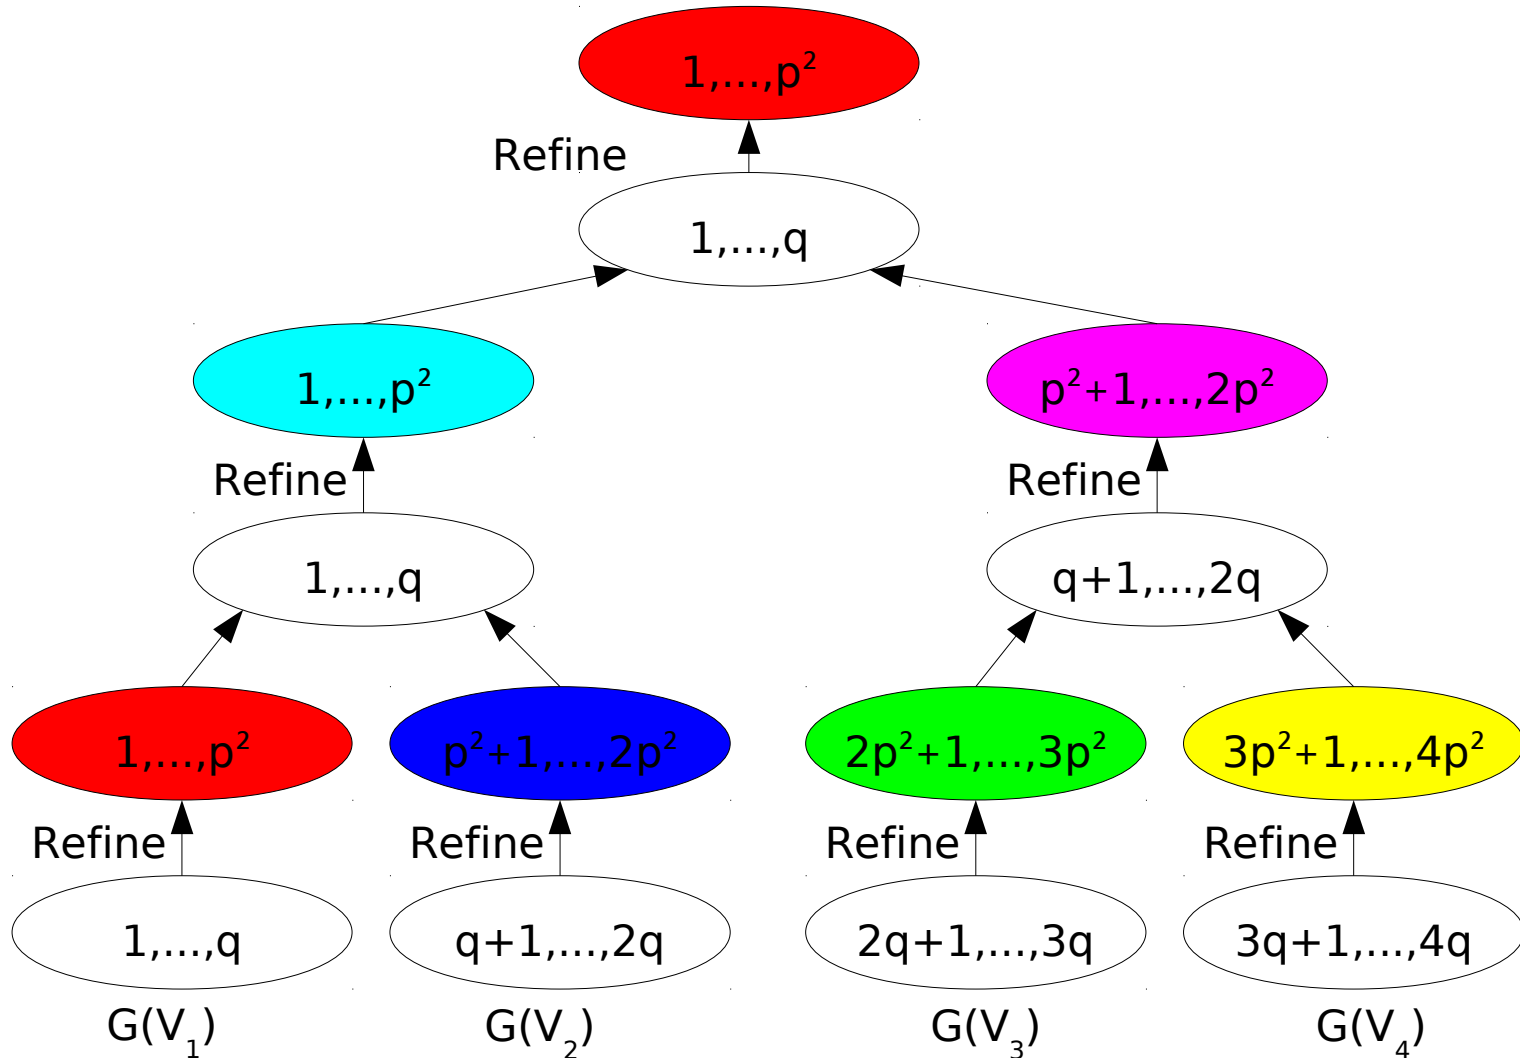 1,...,p²
Refine
1,...,q
1,...,p²
p²+1,...,2p²
Refine
Refine
1,...,q
q+1,...,2q
1,...,p²
p²+1,...,2p²
2p²+1,...,3p²
3p²+1,...,4p²
Refine
Refine
Refine
Refine
1,...,q
q+1,...,2q
2q+1,...,3q
3q+1,...,4q
G(V₁)
G(V₂)
G(V₃)
G(V₄)